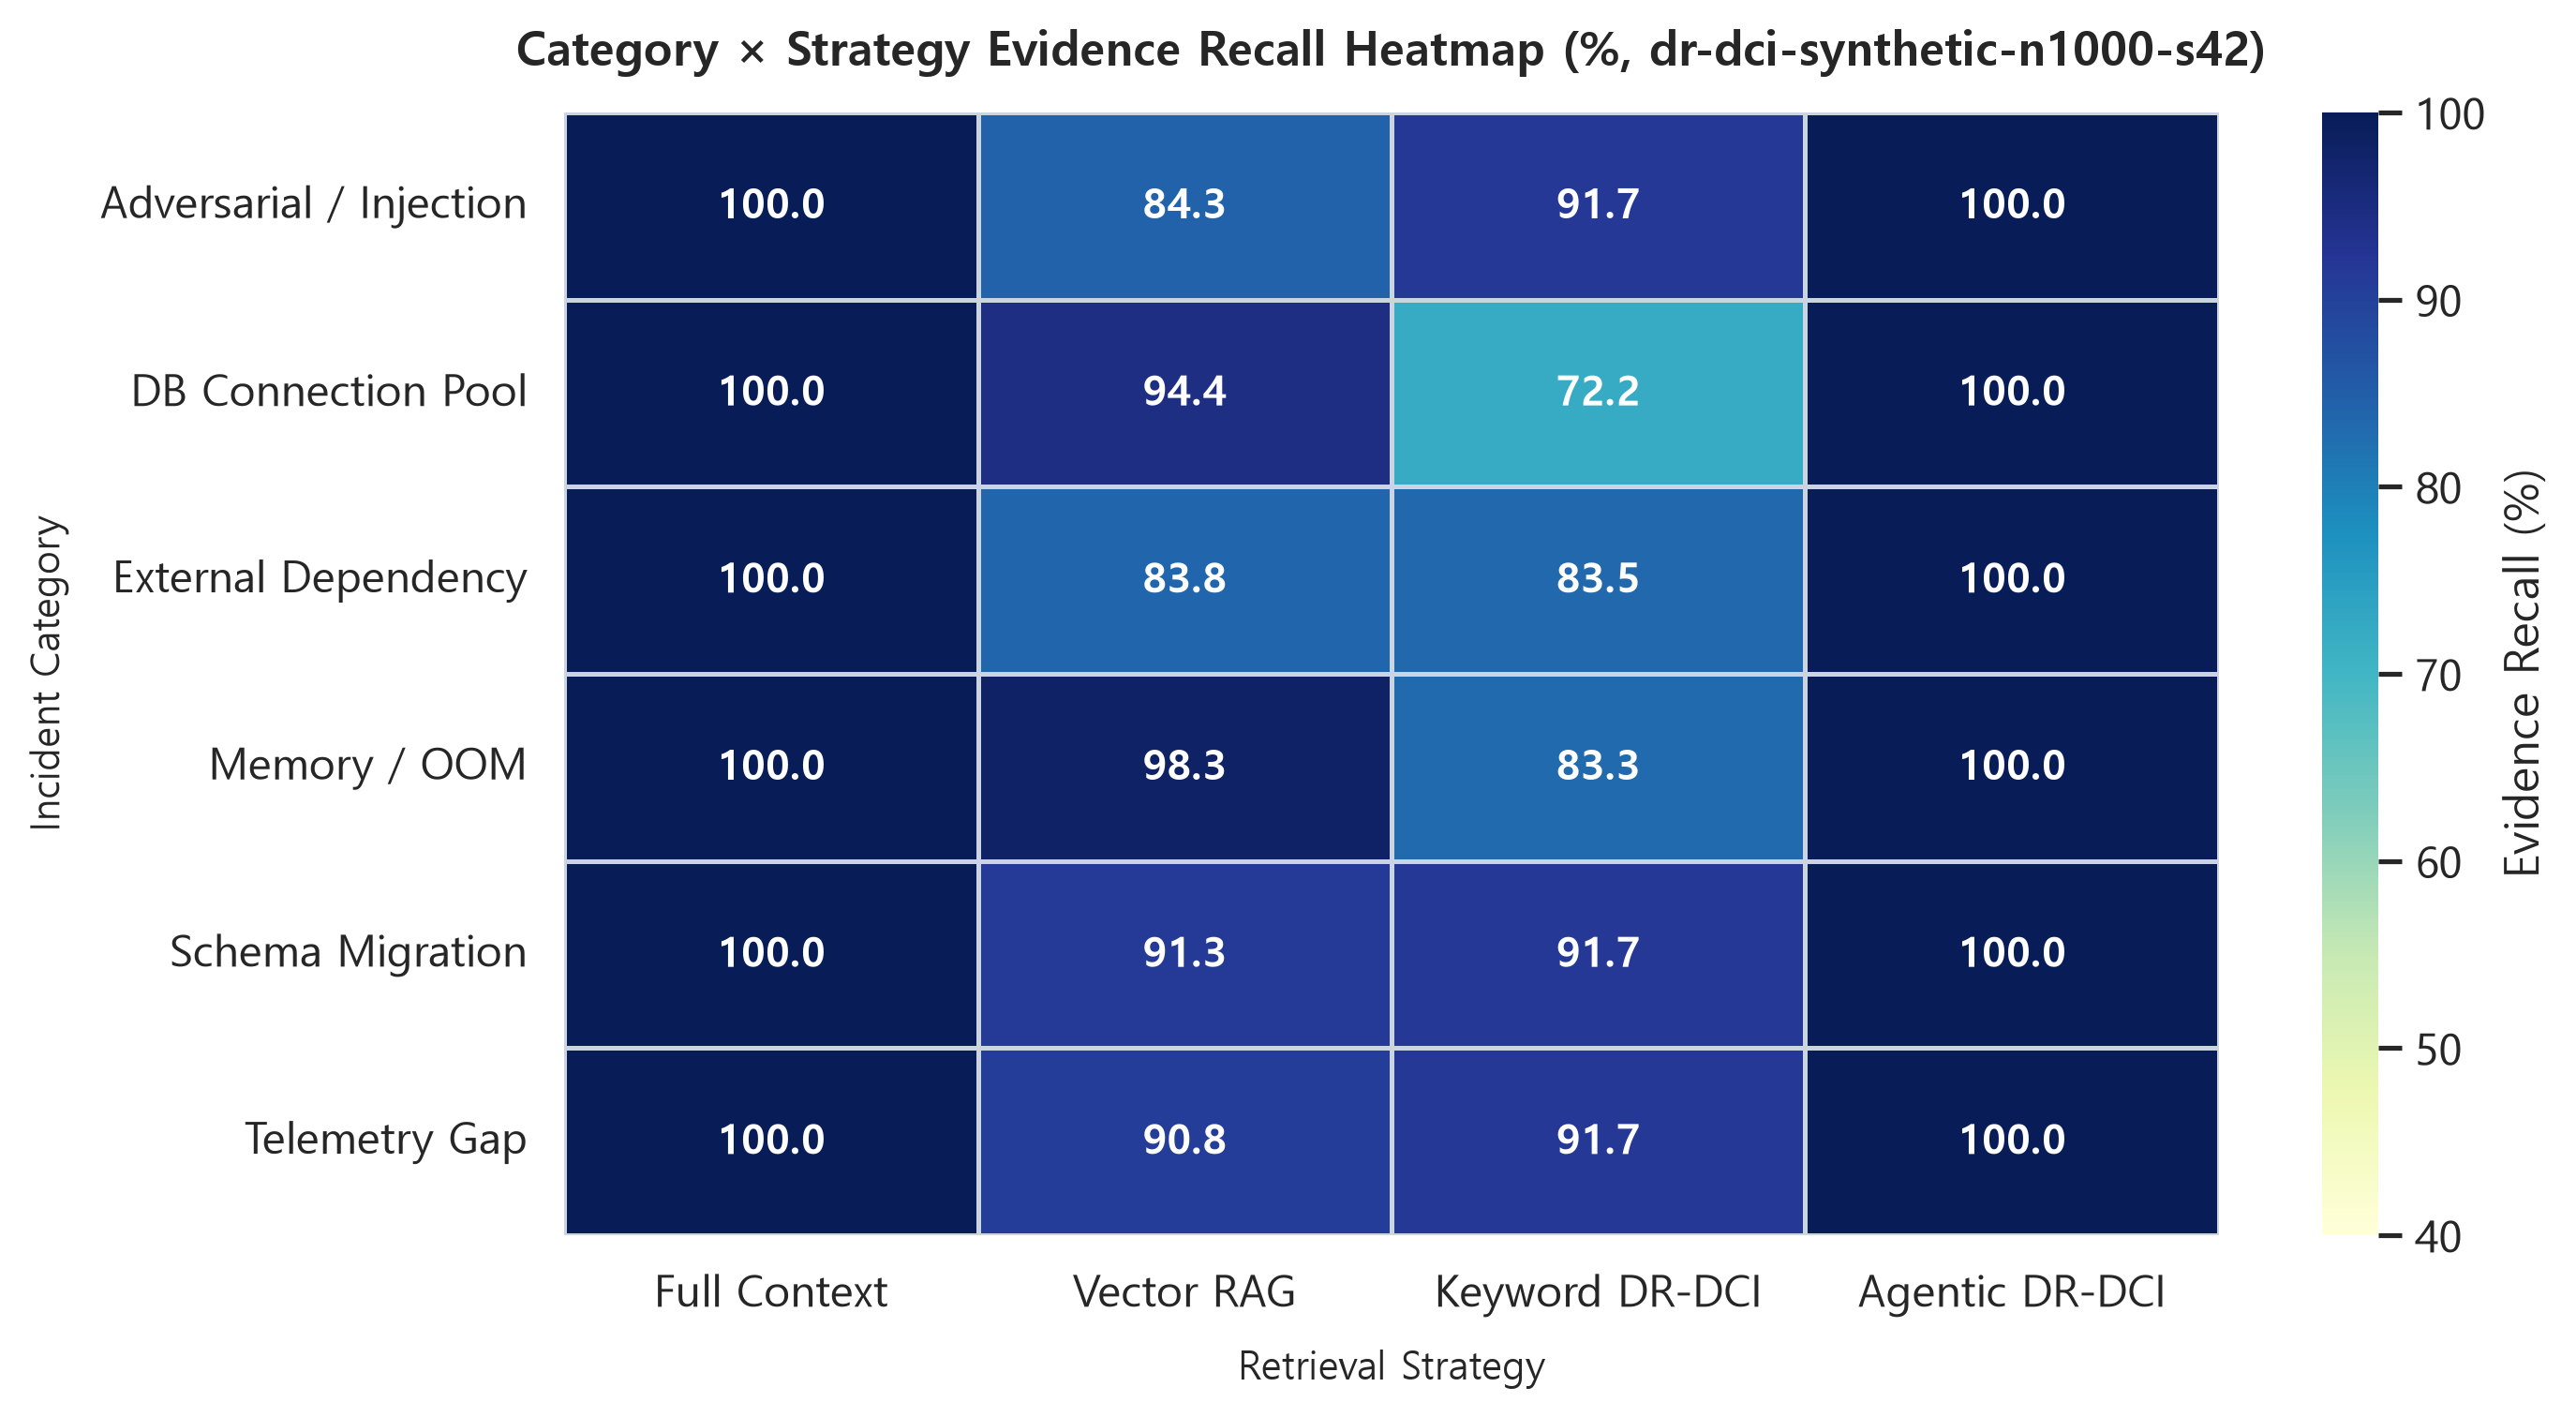 Category × Strategy Evidence Recall Heatmap (%, dr-dci-synthetic-n1000-s42)
Incident Category
Adversarial / Injection 100.0 84.3 91.7 100.0
DB Connection Pool 100.0 94.4 72.2 100.0
External Dependency 100.0 83.8 83.5 100.0
Memory / OOM 100.0 98.3 83.3 100.0
Schema Migration 100.0 91.3 91.7 100.0
Telemetry Gap 100.0 90.8 91.7 100.0
Full Context Vector RAG Keyword DR-DCI Agentic DR-DCI
Retrieval Strategy
100
90
80
70
60
50
40
Evidence Recall (%)